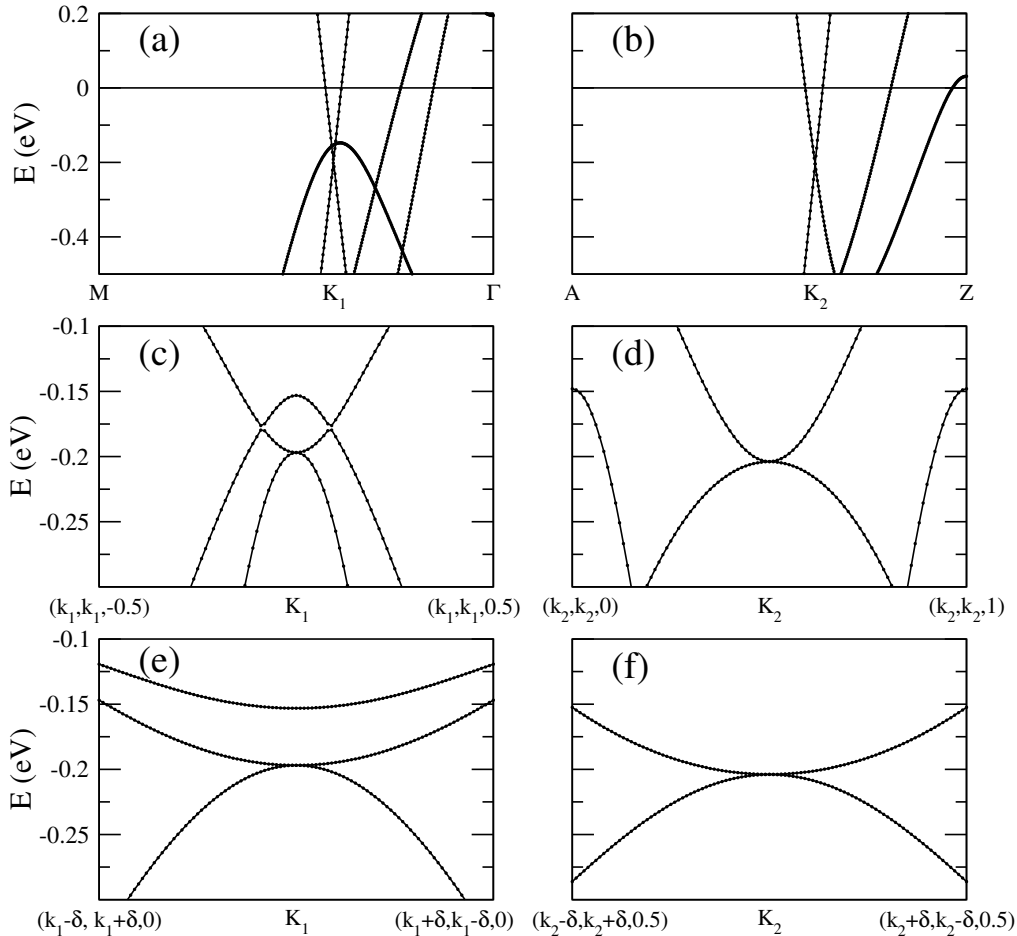 (a) (b)
E (eV) 0.2 0 -0.2 -0.4
M K₁ Γ A K₂ Z
(c) (d)
E (eV) -0.1 -0.15 -0.2 -0.25
(k₁,k₁,-0.5) K₁ (k₁,k₁,0.5) (k₂,k₂,0) K₂ (k₂,k₂,1)
(e) (f)
E (eV) -0.1 -0.15 -0.2 -0.25
(k₁-δ, k₁+δ,0) K₁ (k₁+δ,k₁-δ,0) (k₂-δ,k₂+δ,0.5) K₂ (k₂+δ,k₂-δ,0.5)